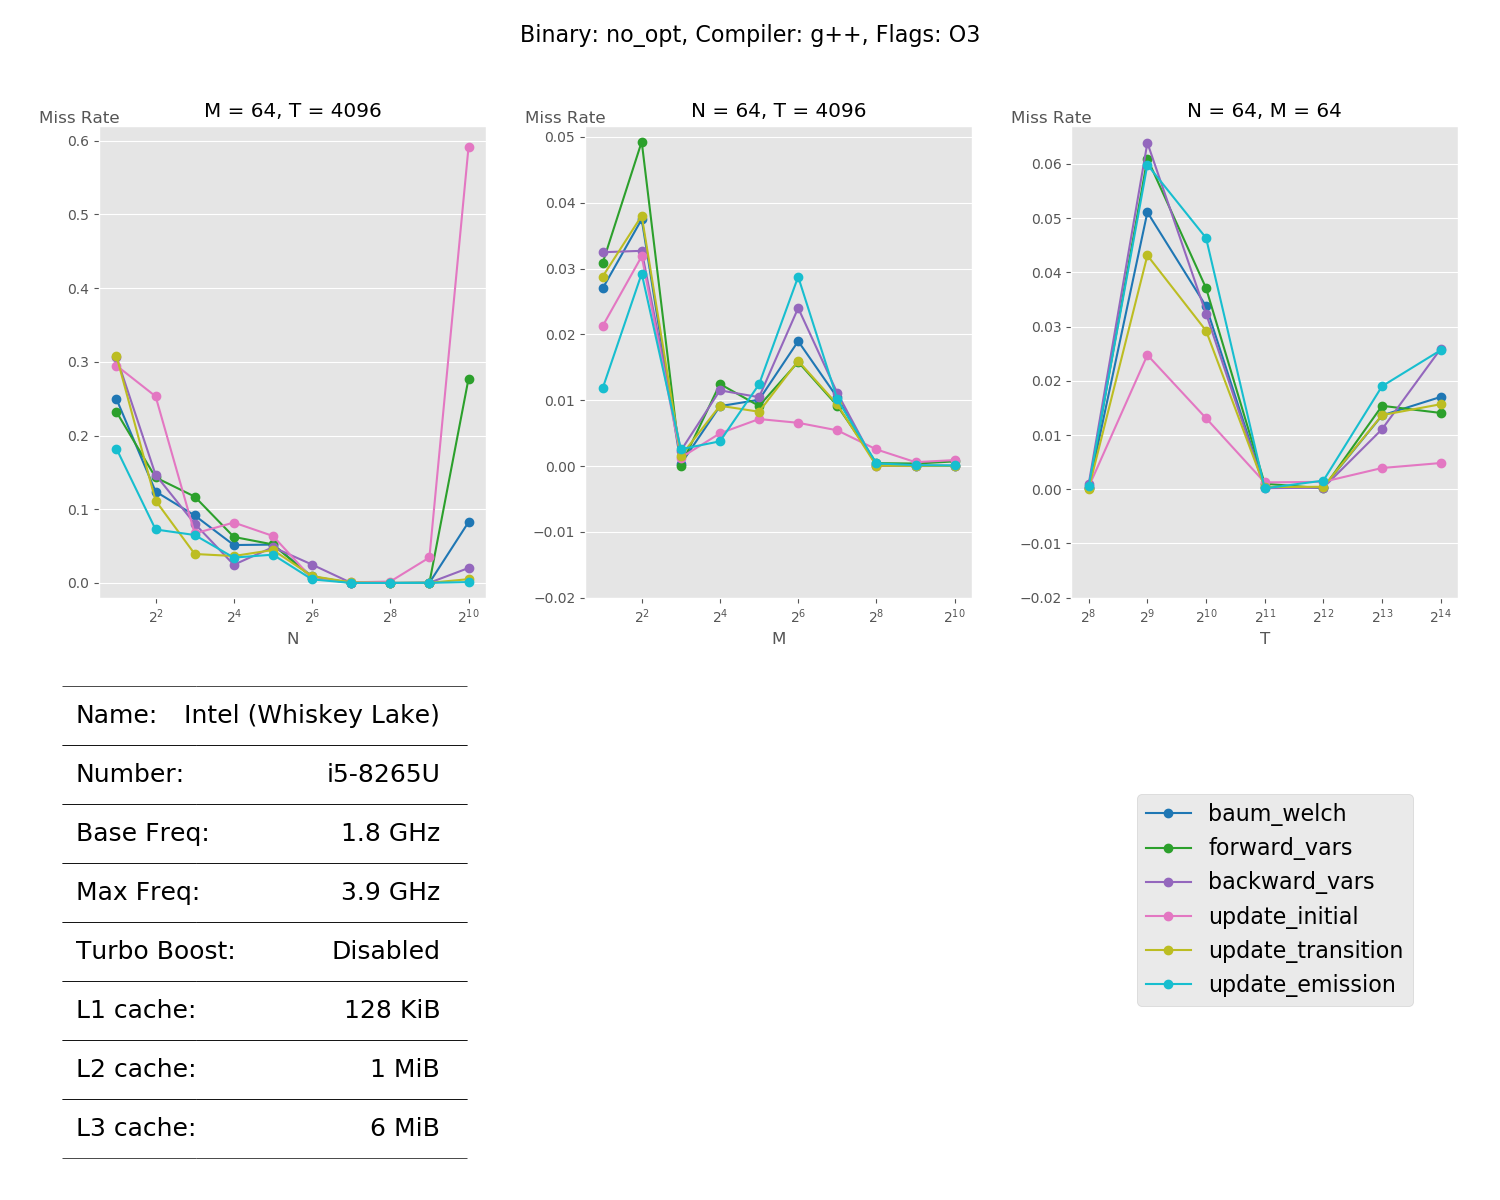 Binary: no_opt, Compiler: g++, Flags: O3
Miss Rate
M = 64, T = 4096
0.6
0.5
0.4
0.3
0.2
0.1
0.0
2²
2⁴
2⁶
2⁸
2¹⁰
N
Miss Rate
N = 64, T = 4096
0.05
0.04
0.03
0.02
0.01
0.00
−0.01
−0.02
2²
2⁴
2⁶
2⁸
2¹⁰
M
Miss Rate
N = 64, M = 64
0.06
0.05
0.04
0.03
0.02
0.01
0.00
−0.01
−0.02
2⁸
2⁹
2¹⁰
2¹¹
2¹²
2¹³
2¹⁴
T
Name: Intel (Whiskey Lake)
Number: i5-8265U
Base Freq: 1.8 GHz
Max Freq: 3.9 GHz
Turbo Boost: Disabled
L1 cache: 128 KiB
L2 cache: 1 MiB
L3 cache: 6 MiB
baum_welch
forward_vars
backward_vars
update_initial
update_transition
update_emission